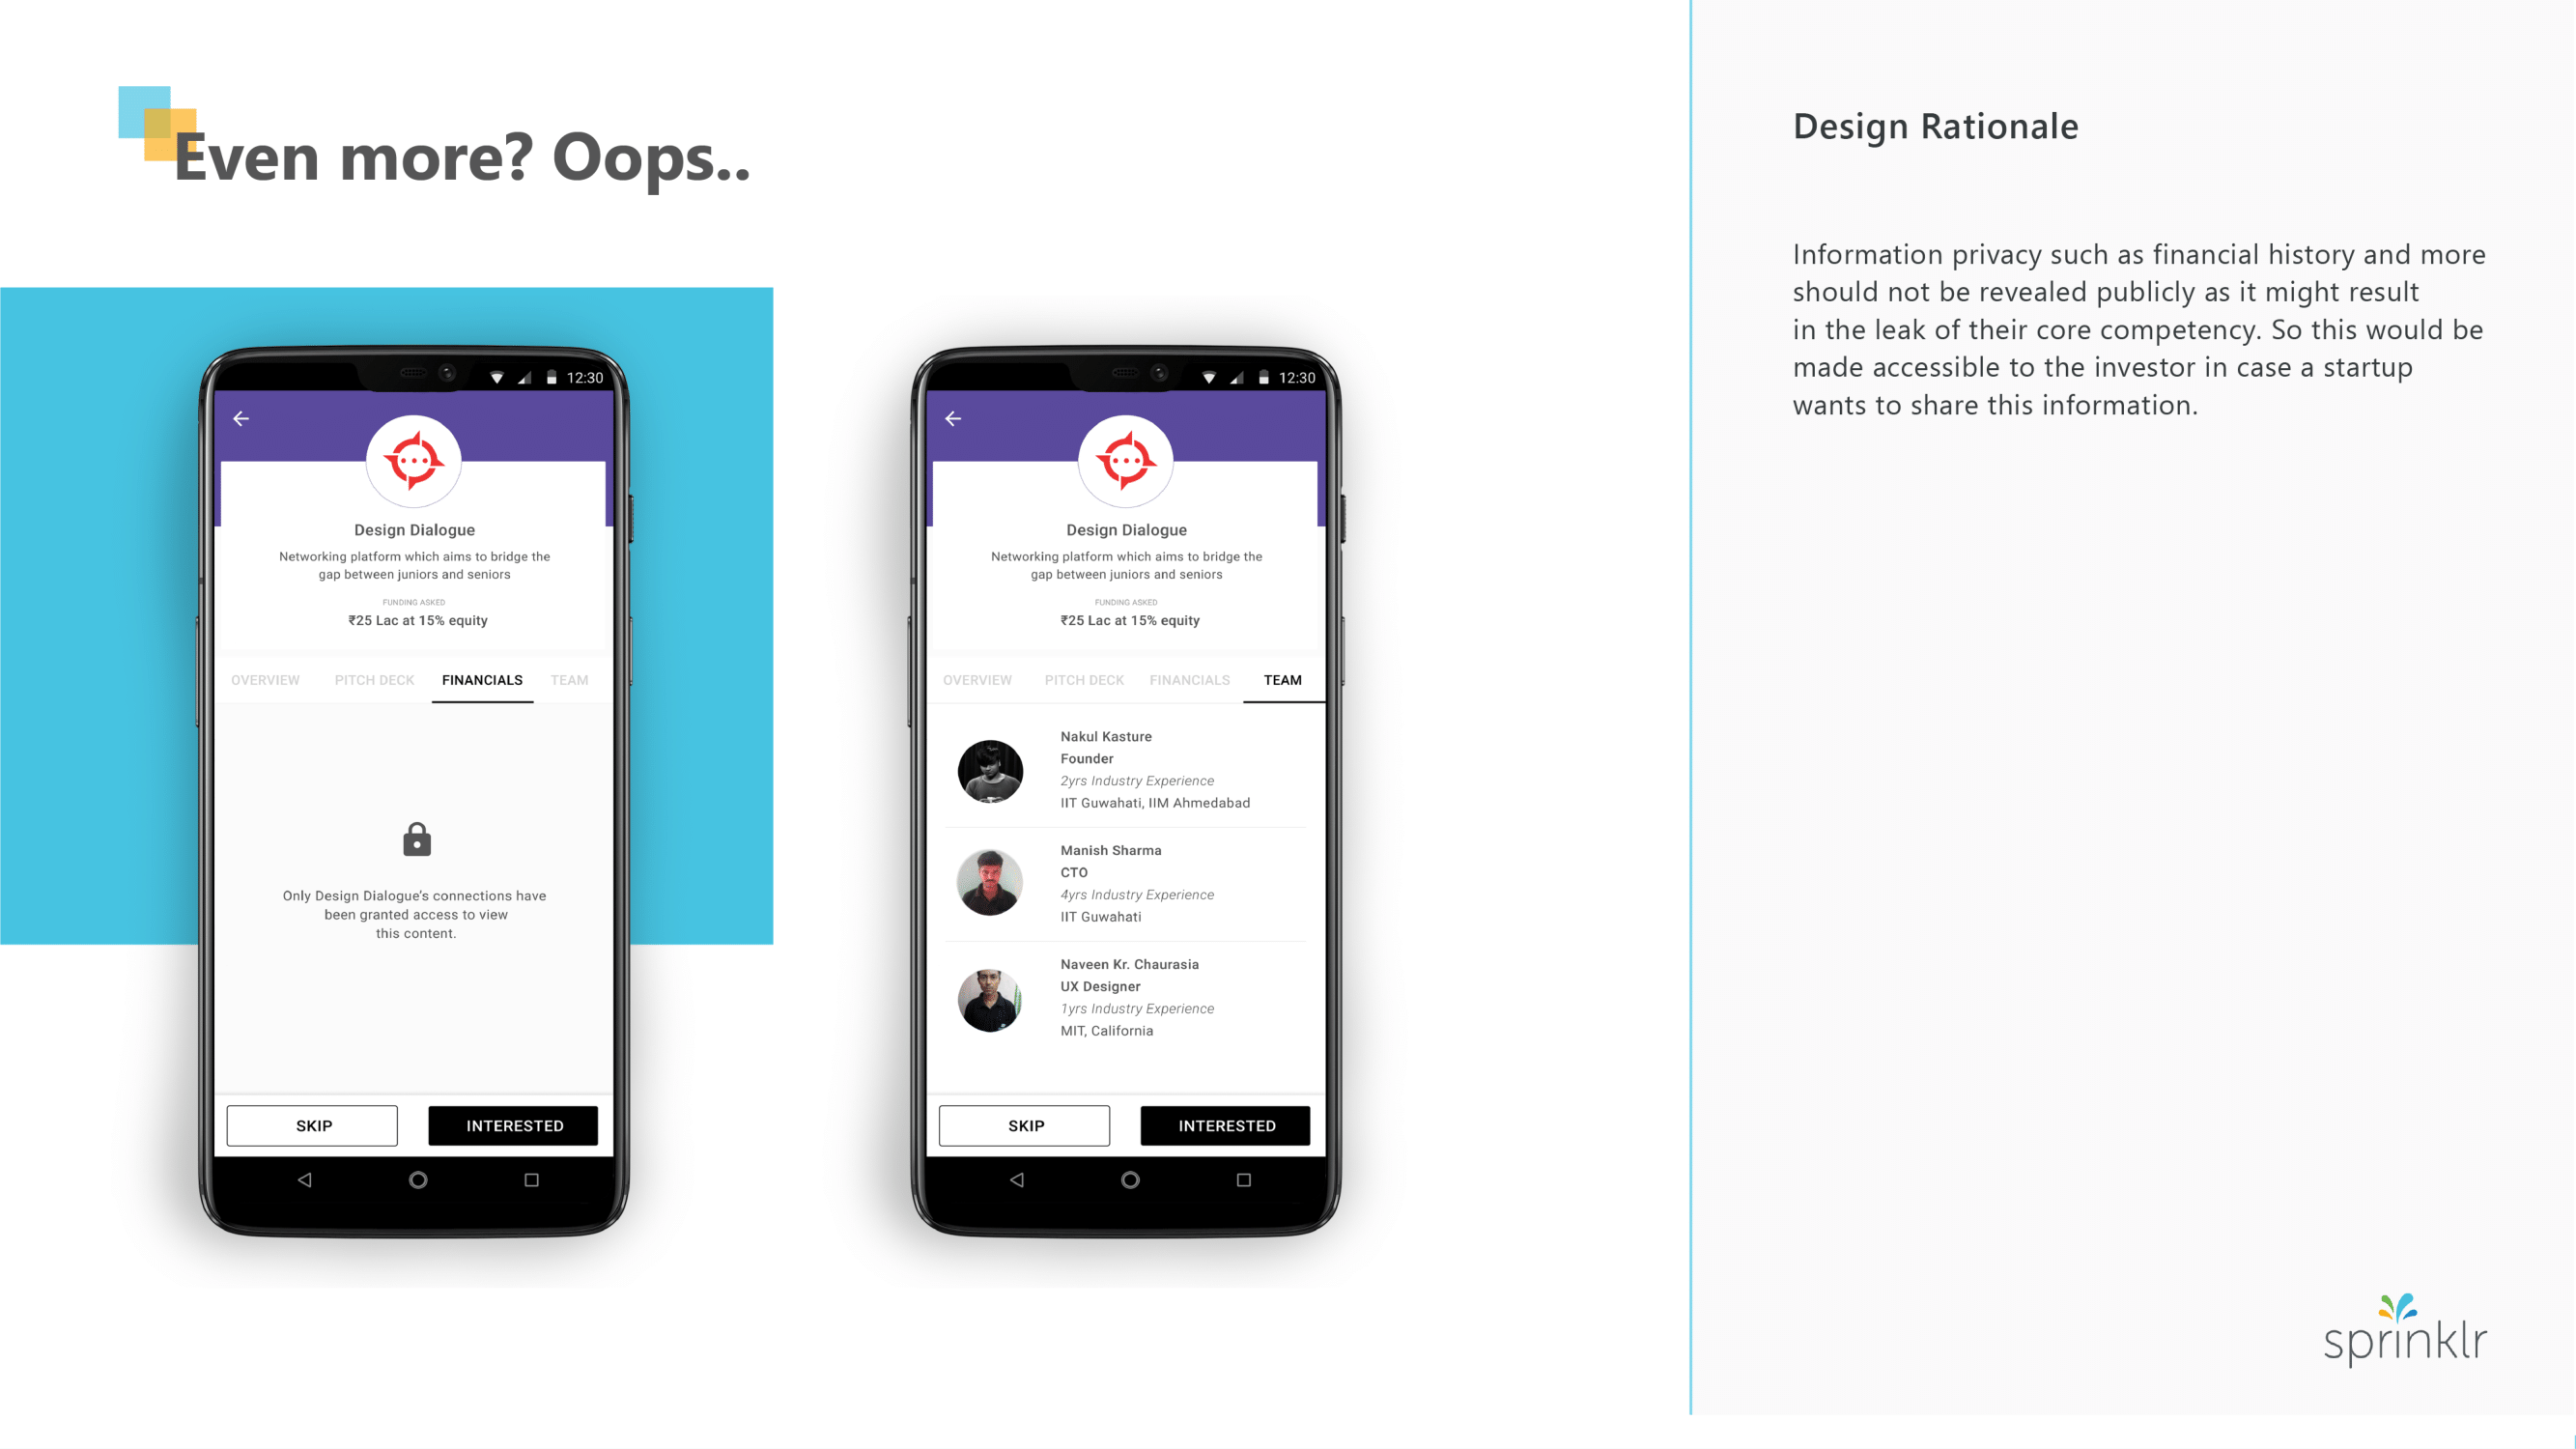 Even more? Oops..
12:30
Design Dialogue
Networking platform which aims to bridge the
gap between juniors and seniors
FUNDING ASKED
₹25 Lac at 15% equity
OVERVIEW PITCH DECK FINANCIALS TEAM
Only Design Dialogue's connections have
been granted access to view
this content.
SKIP INTERESTED
12:30
Design Dialogue
Networking platform which aims to bridge the
gap between juniors and seniors
FUNDING ASKED
₹25 Lac at 15% equity
OVERVIEW PITCH DECK FINANCIALS TEAM
Nakul Kasture
Founder
2yrs Industry Experience
IIT Guwahati, IIM Ahmedabad
Manish Sharma
CTO
4yrs Industry Experience
IIT Guwahati
Naveen Kr. Chaurasia
UX Designer
1yrs Industry Experience
MIT, California
SKIP INTERESTED
Design Rationale
Information privacy such as financial history and more
should not be revealed publicly as it might result
in the leak of their core competency. So this would be
made accessible to the investor in case a startup
wants to share this information.
sprinklr